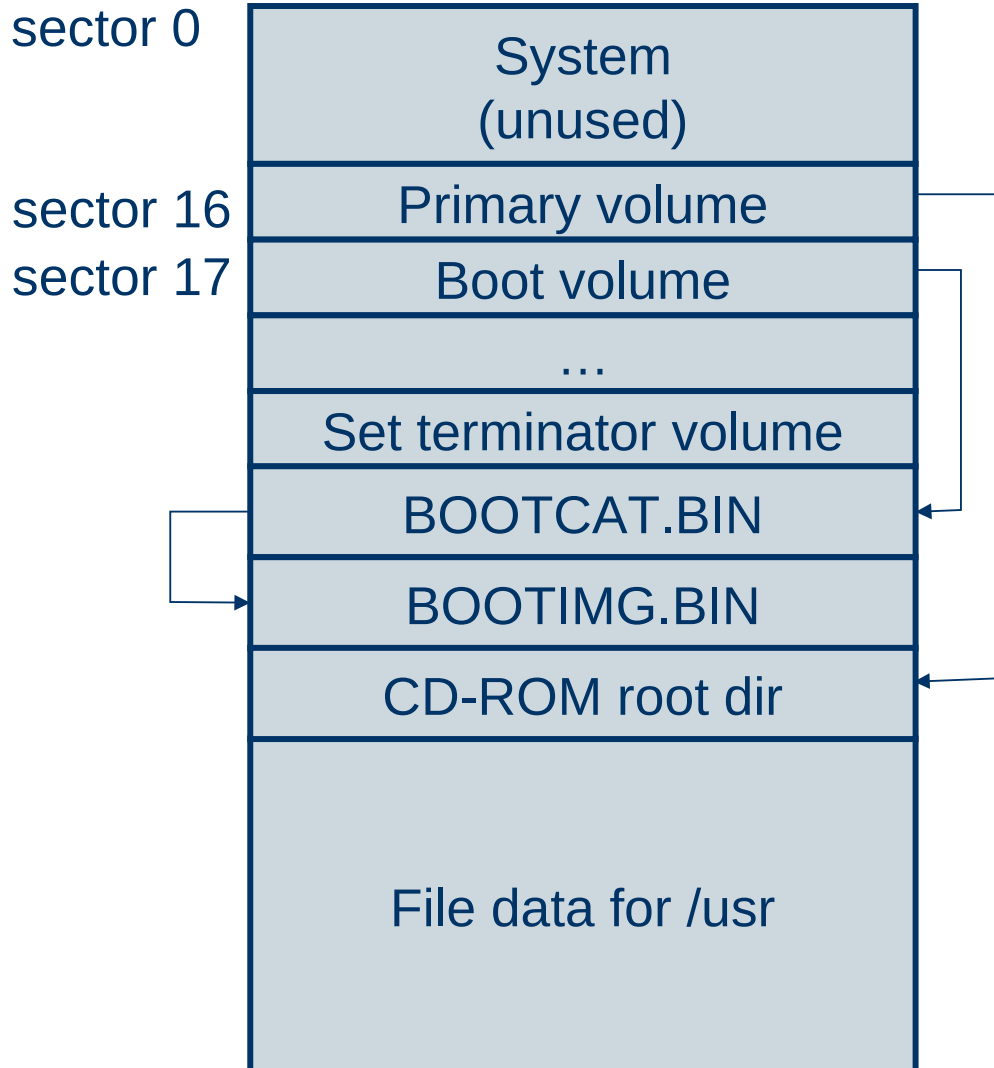 sector 0
System
(unused)
sector 16
Primary volume
sector 17
Boot volume
…
Set terminator volume
BOOTCAT.BIN
BOOTIMG.BIN
CD-ROM root dir
File data for /usr